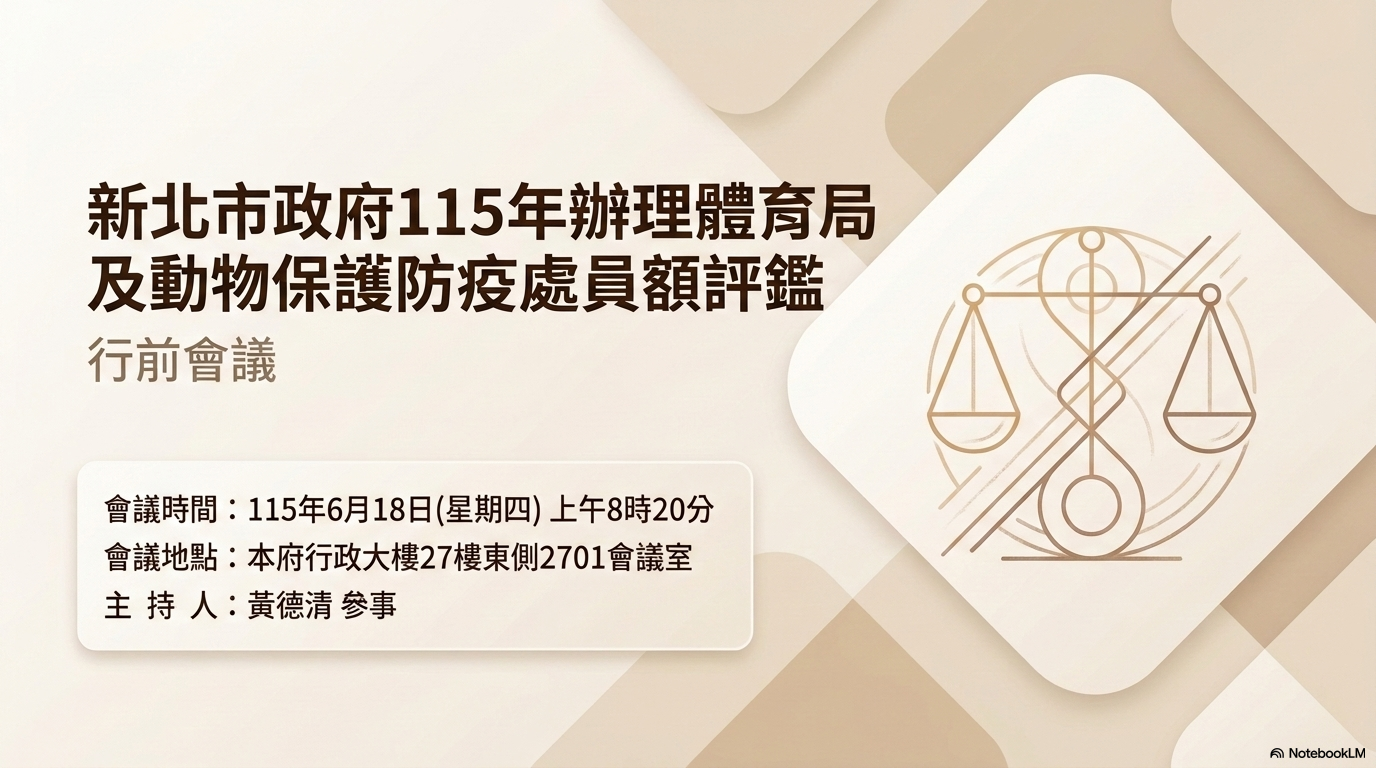 新北市政府115年辦理體育局
及動物保護防疫處員額評鑑
行前會議
會議時間：115年6月18日(星期四) 上午8時20分
會議地點：本府行政大樓27樓東側2701會議室
主 持 人：黃德清 參事
NotebookLM